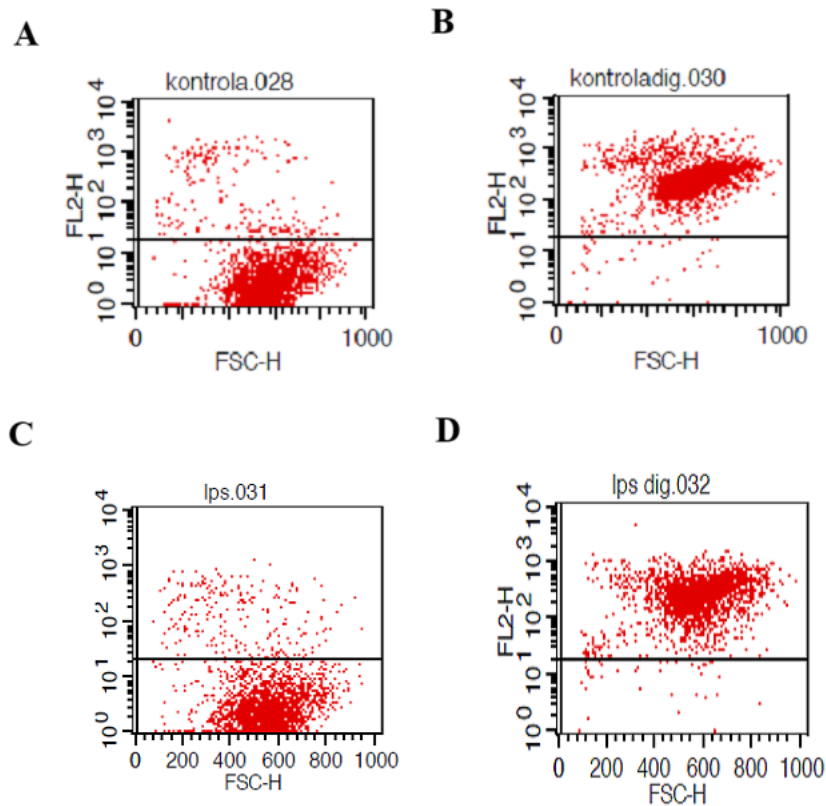 A
kontrola.028
FL2-H
10^0 10^1 10^2 10^3 10^4
0 1000
FSC-H
B
kontroladig.030
FL2-H
10^0 10^1 10^2 10^3 10^4
0 1000
FSC-H
C
lps.031
FL2-H
10^0 10^1 10^2 10^3 10^4
0 200 400 600 800 1000
FSC-H
D
lps dig.032
FL2-H
10^0 10^1 10^2 10^3 10^4
0 200 400 600 800 1000
FSC-H